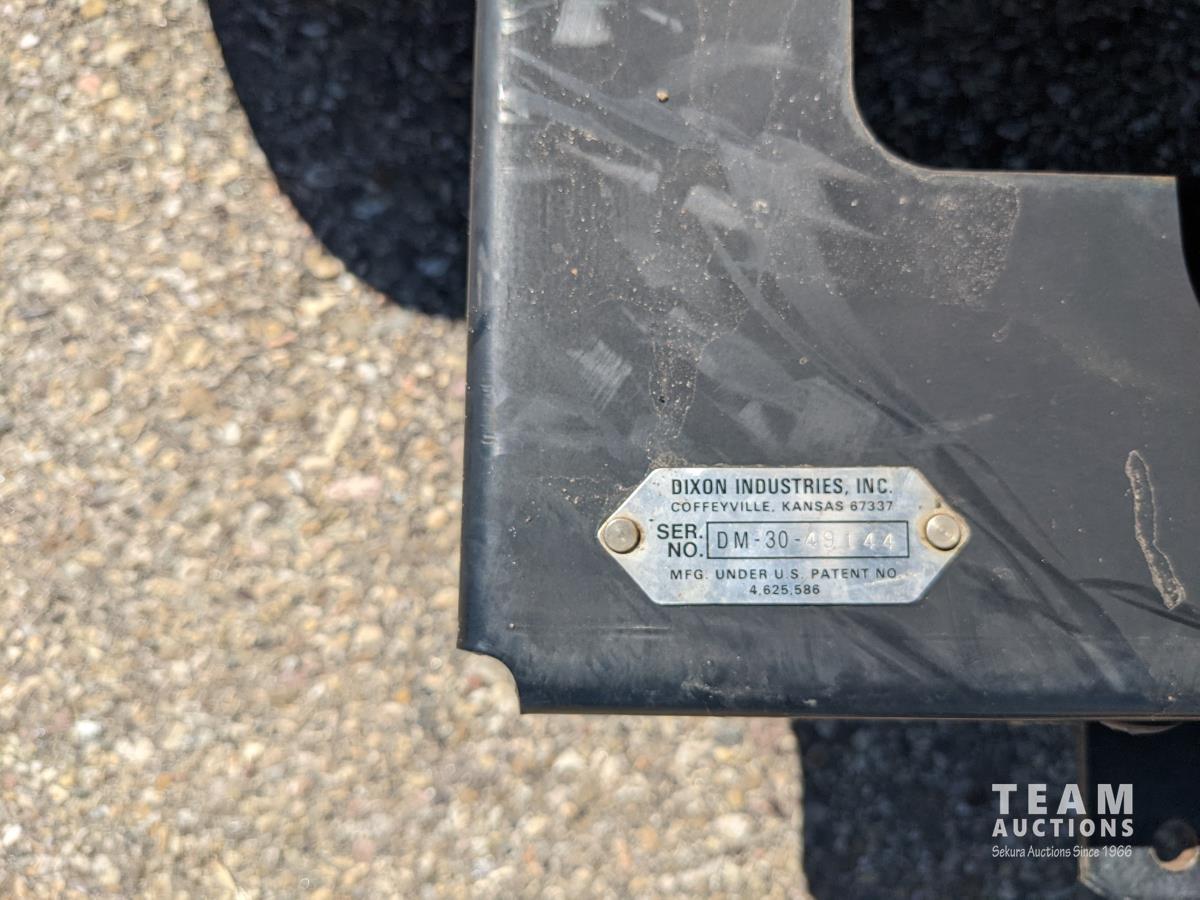 DIXON INDUSTRIES, INC.
COFFEYVILLE, KANSAS 67337
SER. NO. DM-30-49144
MFG. UNDER U.S. PATENT NO
4,625,586
TEAM
AUCTIONS
Sekura Auctions Since 1966